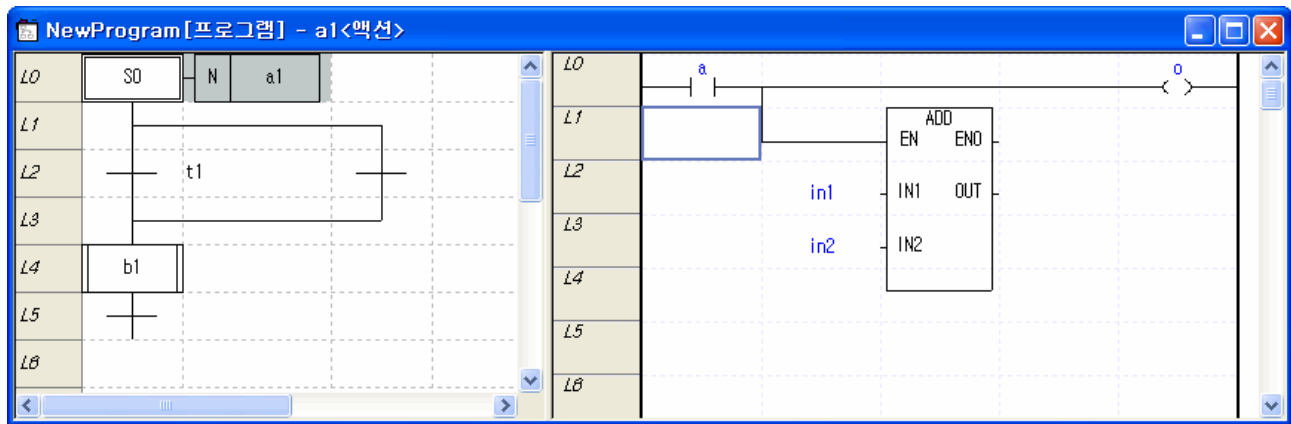 NewProgram[프로그램] - a1<액션>
L0 S0 N a1
L1
L2 t1
L3
L4 b1
L5
L6
L0 a o
L1 ADD
EN ENO
L2 in1 IN1 OUT
L3 in2 IN2
L4
L5
L6